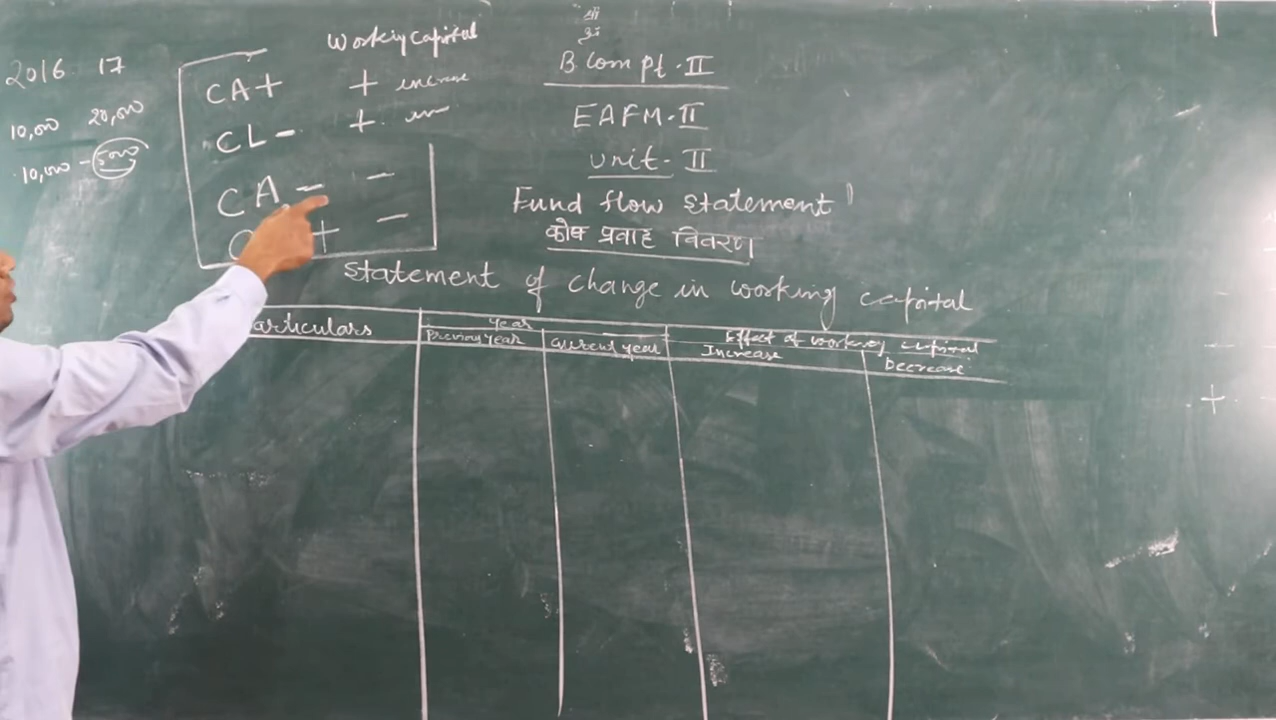 श्री
2016 17
10,000 20,000
10,000 - 5000
Working Capital
CA + + increase
CL - +
CA - -
+ -
B. Com pt. II
EAFM. II
Unit - II
Fund flow statement
कोष प्रवाह विवरण
Statement of change in working capital
articulars
year
Previous year
Current year
Effect of working capital
Increase
Decrease
+